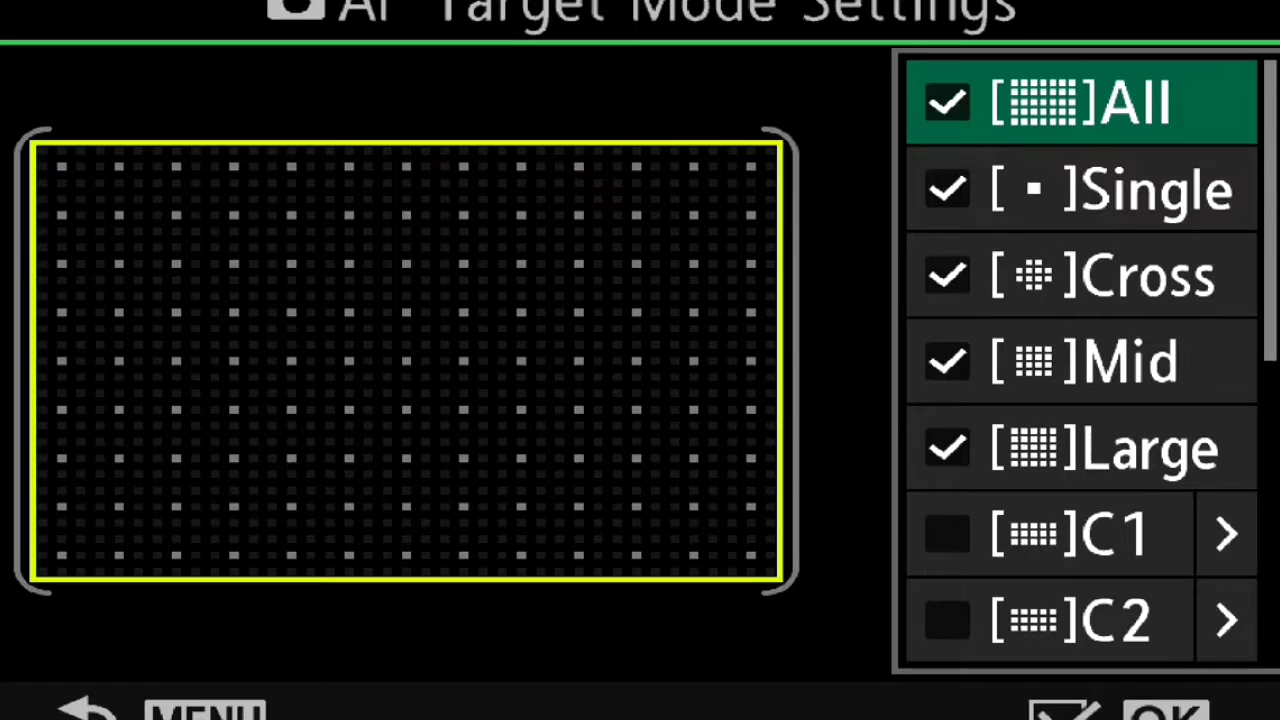 AF Target Mode Settings
[ ]All
[ ]Single
[ ]Cross
[ ]Mid
[ ]Large
[ ]C1
[ ]C2
MENU
OK